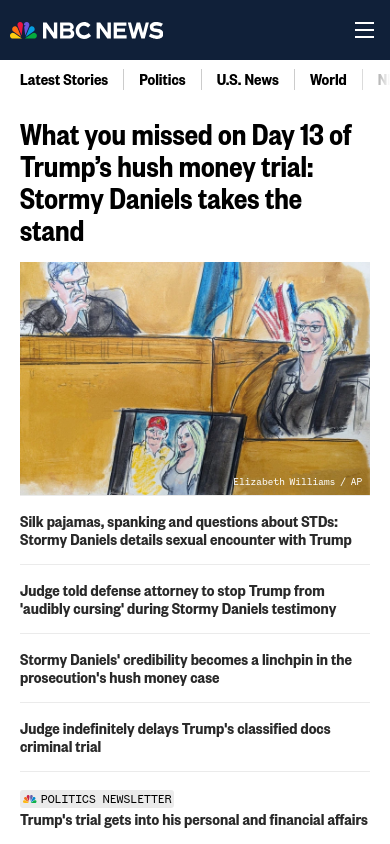 NBC NEWS
Latest Stories
Politics
U.S. News
World
What you missed on Day 13 of
Trump’s hush money trial:
Stormy Daniels takes the
stand
Elizabeth Williams / AP
Silk pajamas, spanking and questions about STDs:
Stormy Daniels details sexual encounter with Trump
Judge told defense attorney to stop Trump from
'audibly cursing' during Stormy Daniels testimony
Stormy Daniels' credibility becomes a linchpin in the
prosecution's hush money case
Judge indefinitely delays Trump's classified docs
criminal trial
POLITICS NEWSLETTER
Trump's trial gets into his personal and financial affairs